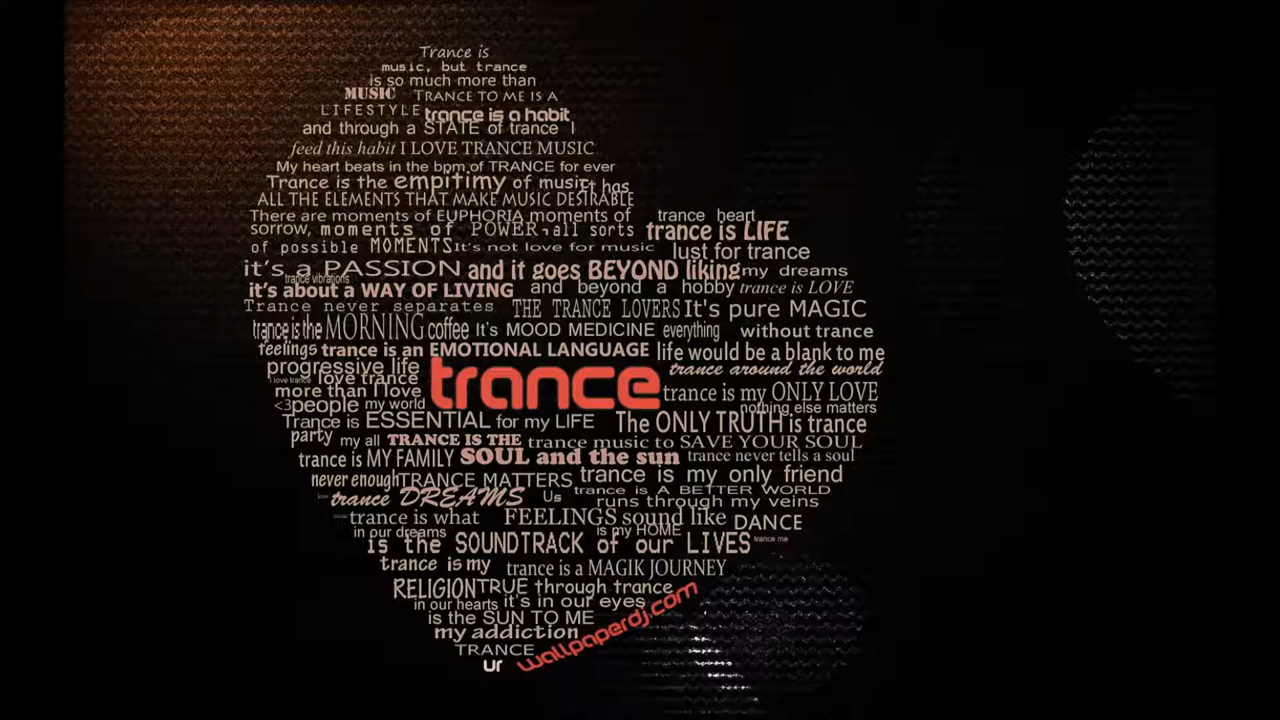 Trance is
music, but trance
is so much more than
MUSIC TRANCE TO ME IS A
LIFESTYLE trance is a habit
and through a STATE of trance I
feed this habit I LOVE TRANCE MUSIC
My heart beats in the bpm of TRANCE for ever
Trance is the empitimy of music It has
ALL THE ELEMENTS THAT MAKE MUSIC DESIRABLE
There are moments of EUPHORIA moments of trance heart
sorrow, moments of POWER, all sorts trance is LIFE
of possible MOMENTS It's not love for music lust for trance
it's a PASSION and it goes BEYOND liking my dreams
trance vibrations
it's about a WAY OF LIVING and beyond a hobby trance is LOVE
Trance never separates THE TRANCE LOVERS It's pure MAGIC
trance is the MORNING coffee It's MOOD MEDICINE everything without trance
feelings trance is an EMOTIONAL LANGUAGE life would be a blank to me
progressive life trance around the world
I love trance love trance trance
more than I love trance is my ONLY LOVE
<3 people my world nothing else matters
Trance is ESSENTIAL for my LIFE The ONLY TRUTH is trance
party my all TRANCE IS THE trance music to SAVE YOUR SOUL
trance is MY FAMILY SOUL and the sun trance never tells a soul
never enough TRANCE MATTERS trance is my only friend
love trance DREAMS Us trance is A BETTER WORLD
runs through my veins
trance is what FEELINGS sound like DANCE
in our dreams is my HOME
is the SOUNDTRACK of our LIVES trance me
trance is my trance is a MAGIK JOURNEY
RELIGION TRUE through trance
in our hearts it's in our eyes
is the SUN TO ME
my addiction
TRANCE
ur wallpaperdj.com